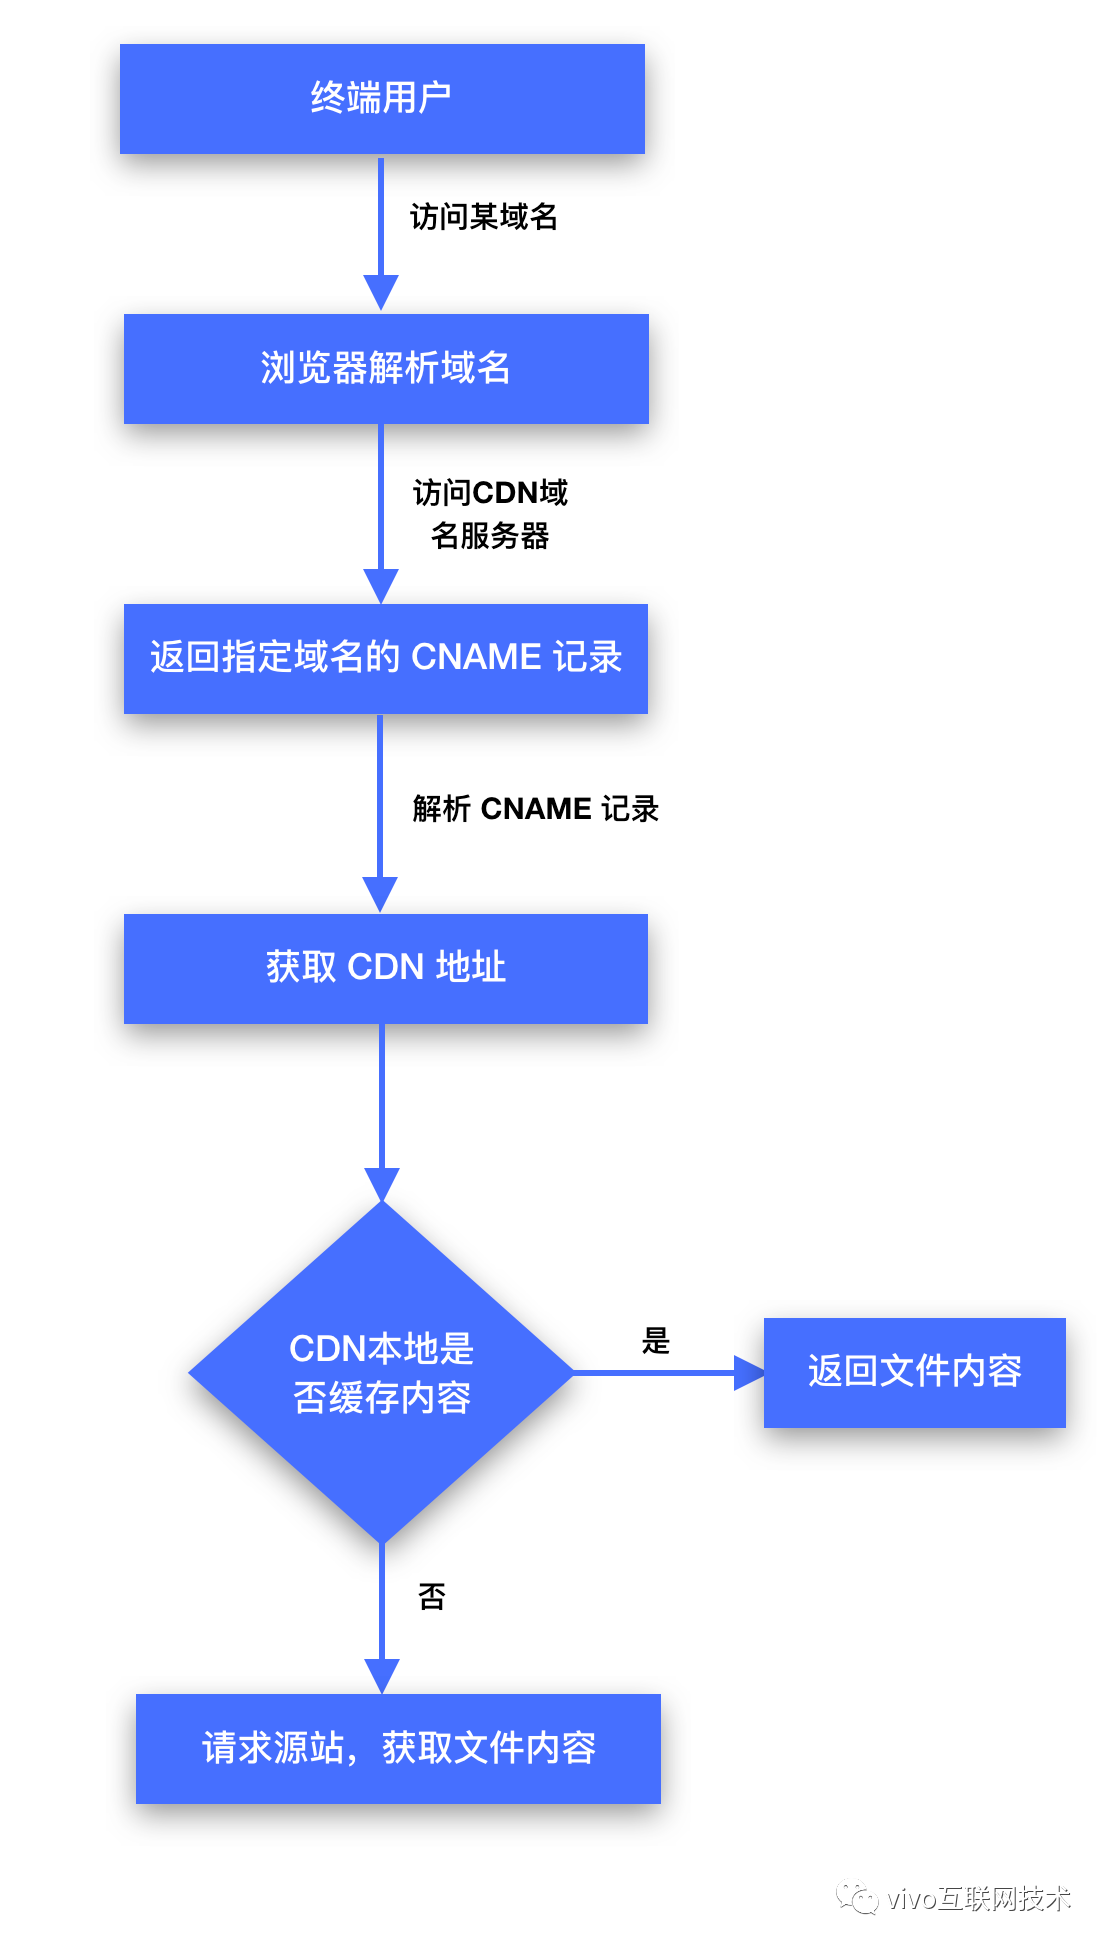 终端用户
访问某域名
浏览器解析域名
访问CDN域
名服务器
返回指定域名的 CNAME 记录
解析 CNAME 记录
获取 CDN 地址
CDN本地是
否缓存内容
是
返回文件内容
否
请求源站，获取文件内容
vivo互联网技术